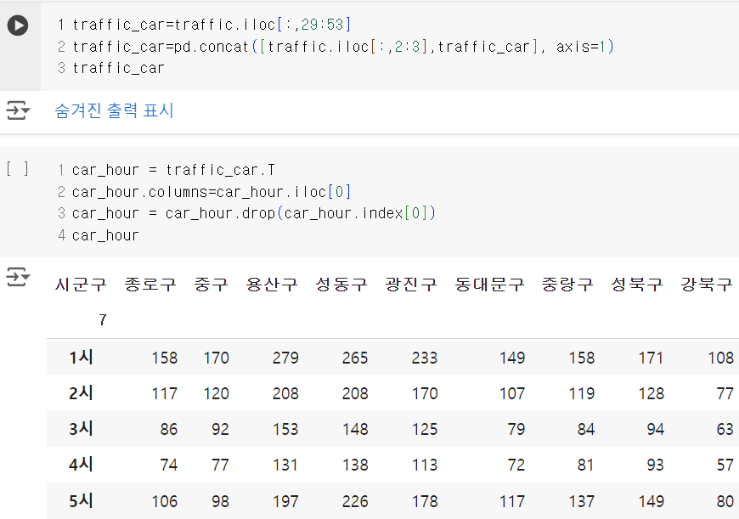 1 traffic_car=traffic.iloc[:,29:53]
2 traffic_car=pd.concat([traffic.iloc[:,2:3],traffic_car], axis=1)
3 traffic_car
숨겨진 출력 표시
[ ] 1 car_hour = traffic_car.T
2 car_hour.columns=car_hour.iloc[0]
3 car_hour = car_hour.drop(car_hour.index[0])
4 car_hour
시군구 종로구 중구 용산구 성동구 광진구 동대문구 중랑구 성북구 강북구
7
1시 158 170 279 265 233 149 158 171 108
2시 117 120 208 208 170 107 119 128 77
3시 86 92 153 148 125 79 84 94 63
4시 74 77 131 138 113 72 81 93 57
5시 106 98 197 226 178 117 137 149 80